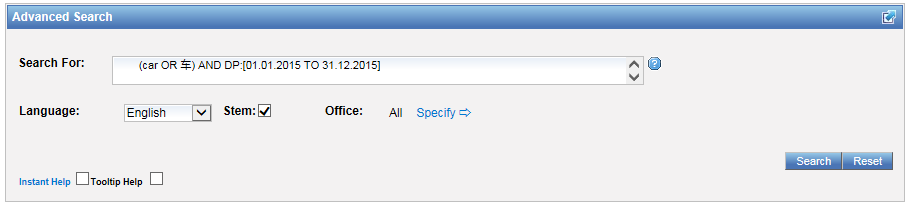 Advanced Search
Search For: (car OR 车) AND DP:[01.01.2015 TO 31.12.2015]
Language: English Stem: Office: All Specify
Search Reset
Instant Help Tooltip Help